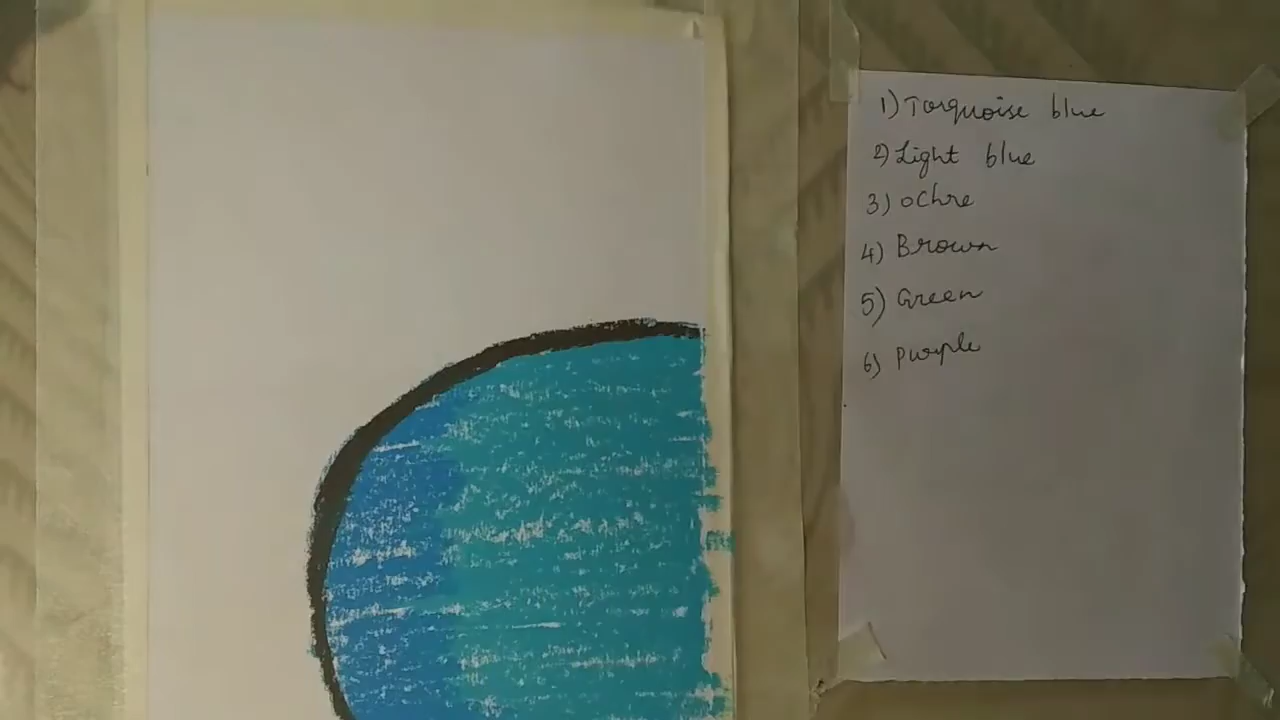 1) Torquoise blue
2) Light blue
3) ochre
4) Brown
5) Green
6) Purple